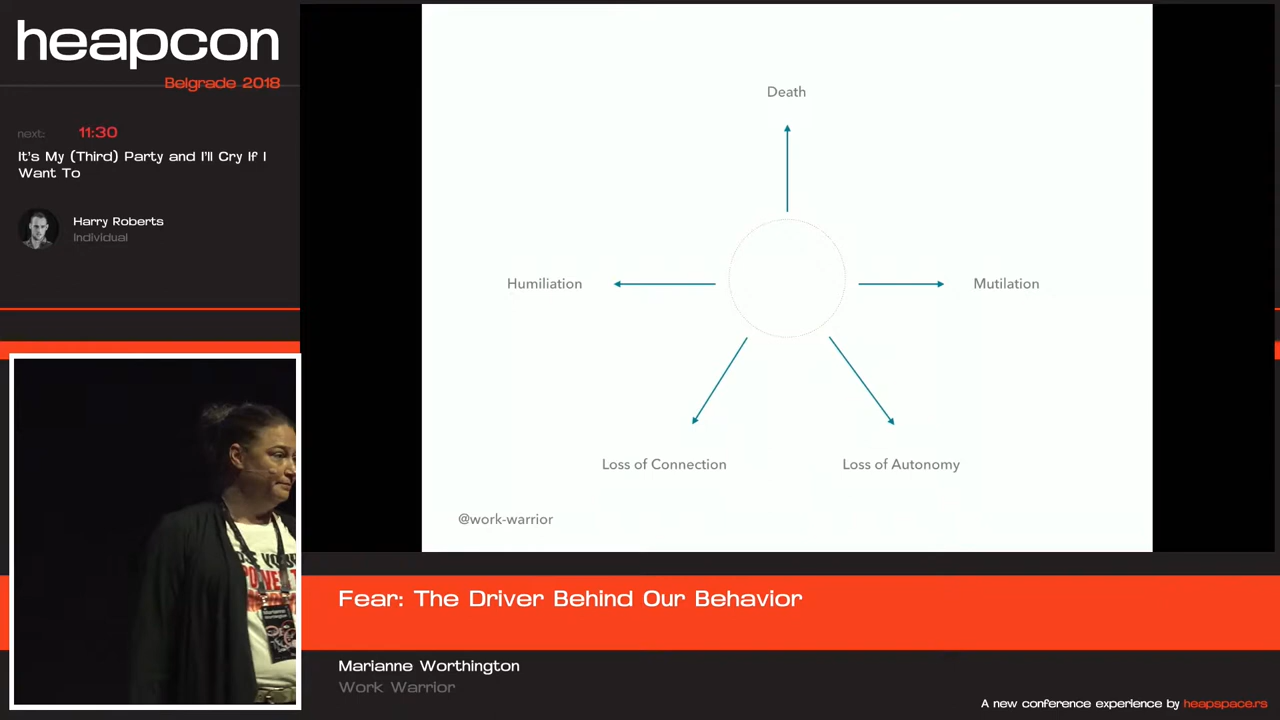 heapcon
Belgrade 2018
next: 11:30
It's My (Third) Party and I'll Cry If I
Want To
Harry Roberts
Individual
Death
Humiliation
Mutilation
Loss of Connection
Loss of Autonomy
@work-warrior
Fear: The Driver Behind Our Behavior
Marianne Worthington
Work Warrior
A new conference experience by heapspace.rs